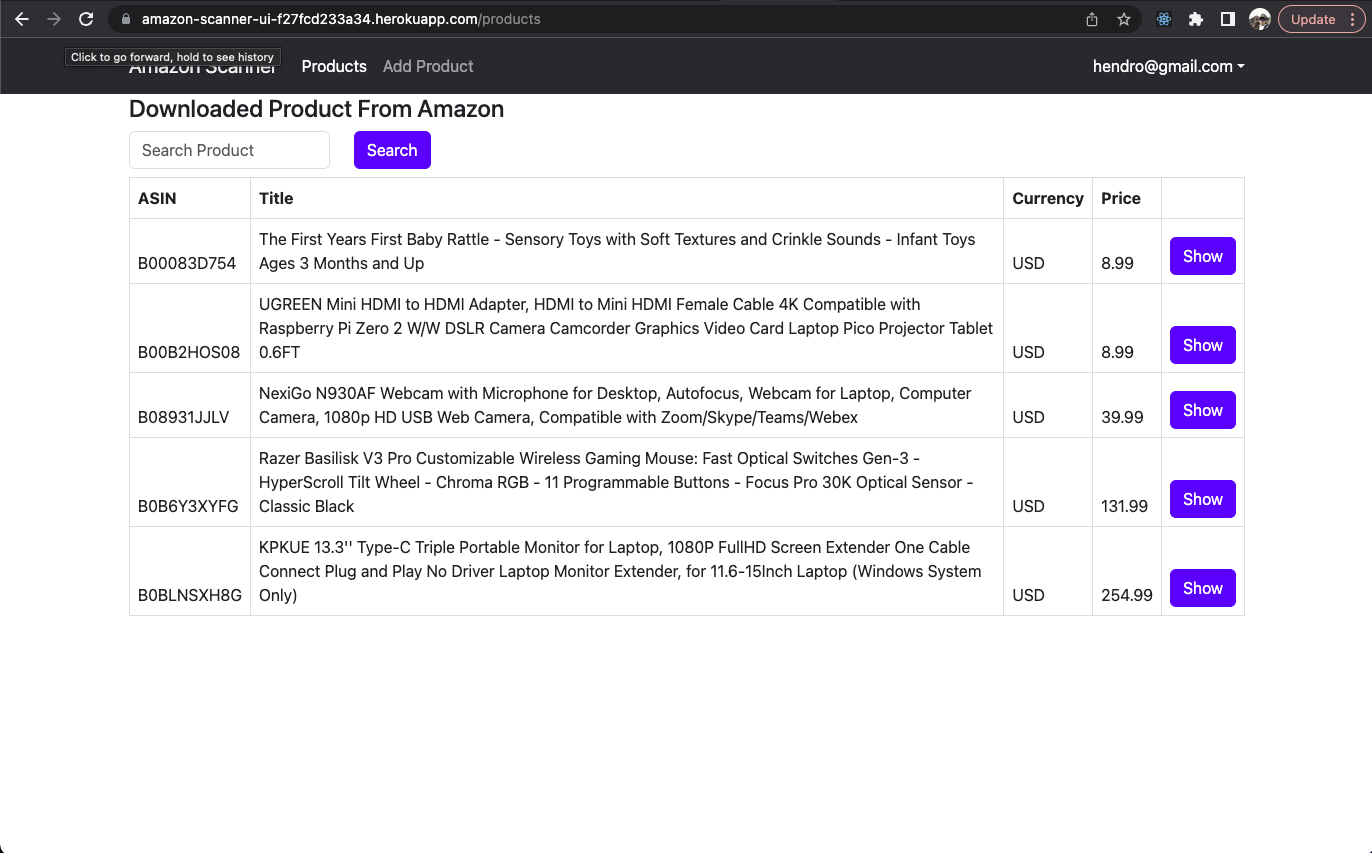 amazon-scanner-ui-f27fcd233a34.herokuapp.com/products
Update
Click to go forward, hold to see history
Amazon Scanner
Products
Add Product
hendro@gmail.com
Downloaded Product From Amazon
Search Product
Search
ASIN
Title
Currency
Price
The First Years First Baby Rattle - Sensory Toys with Soft Textures and Crinkle Sounds - Infant Toys
Ages 3 Months and Up
B00083D754
USD
8.99
Show
UGREEN Mini HDMI to HDMI Adapter, HDMI to Mini HDMI Female Cable 4K Compatible with
Raspberry Pi Zero 2 W/W DSLR Camera Camcorder Graphics Video Card Laptop Pico Projector Tablet
0.6FT
B00B2HOS08
USD
8.99
Show
NexiGo N930AF Webcam with Microphone for Desktop, Autofocus, Webcam for Laptop, Computer
Camera, 1080p HD USB Web Camera, Compatible with Zoom/Skype/Teams/Webex
B08931JJLV
USD
39.99
Show
Razer Basilisk V3 Pro Customizable Wireless Gaming Mouse: Fast Optical Switches Gen-3 -
HyperScroll Tilt Wheel - Chroma RGB - 11 Programmable Buttons - Focus Pro 30K Optical Sensor -
Classic Black
B0B6Y3XYFG
USD
131.99
Show
KPKUE 13.3'' Type-C Triple Portable Monitor for Laptop, 1080P FullHD Screen Extender One Cable
Connect Plug and Play No Driver Laptop Monitor Extender, for 11.6-15Inch Laptop (Windows System
Only)
B0BLNSXH8G
USD
254.99
Show